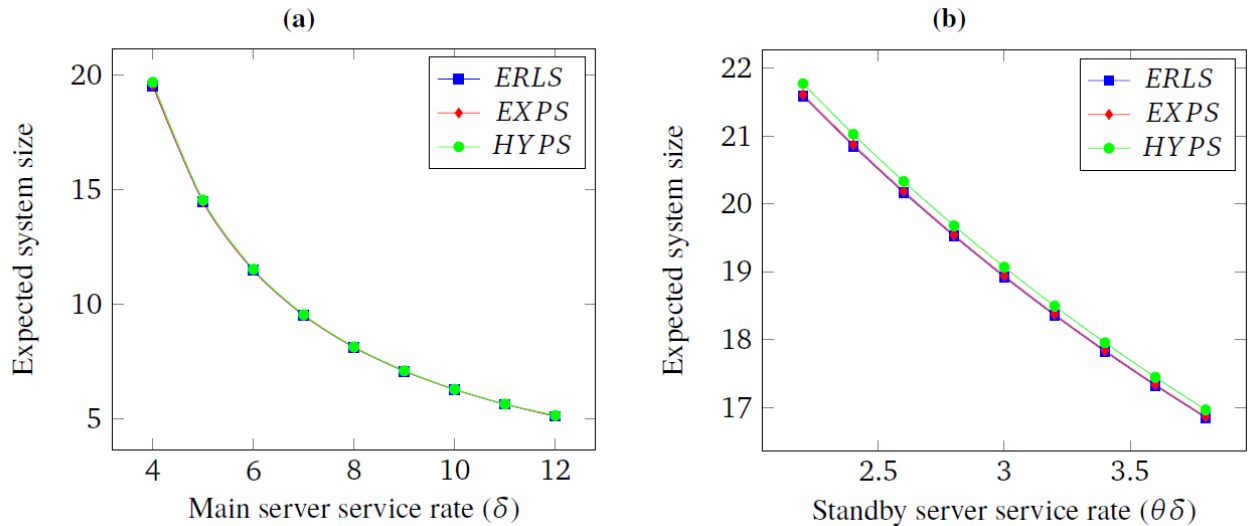 (a)
Expected system size
20
15
10
5
4
6
8
10
12
Main server service rate (δ)
ERLS
EXPS
HYPS
(b)
Expected system size
22
21
20
19
18
17
2.5
3
3.5
Standby server service rate (θδ)
ERLS
EXPS
HYPS